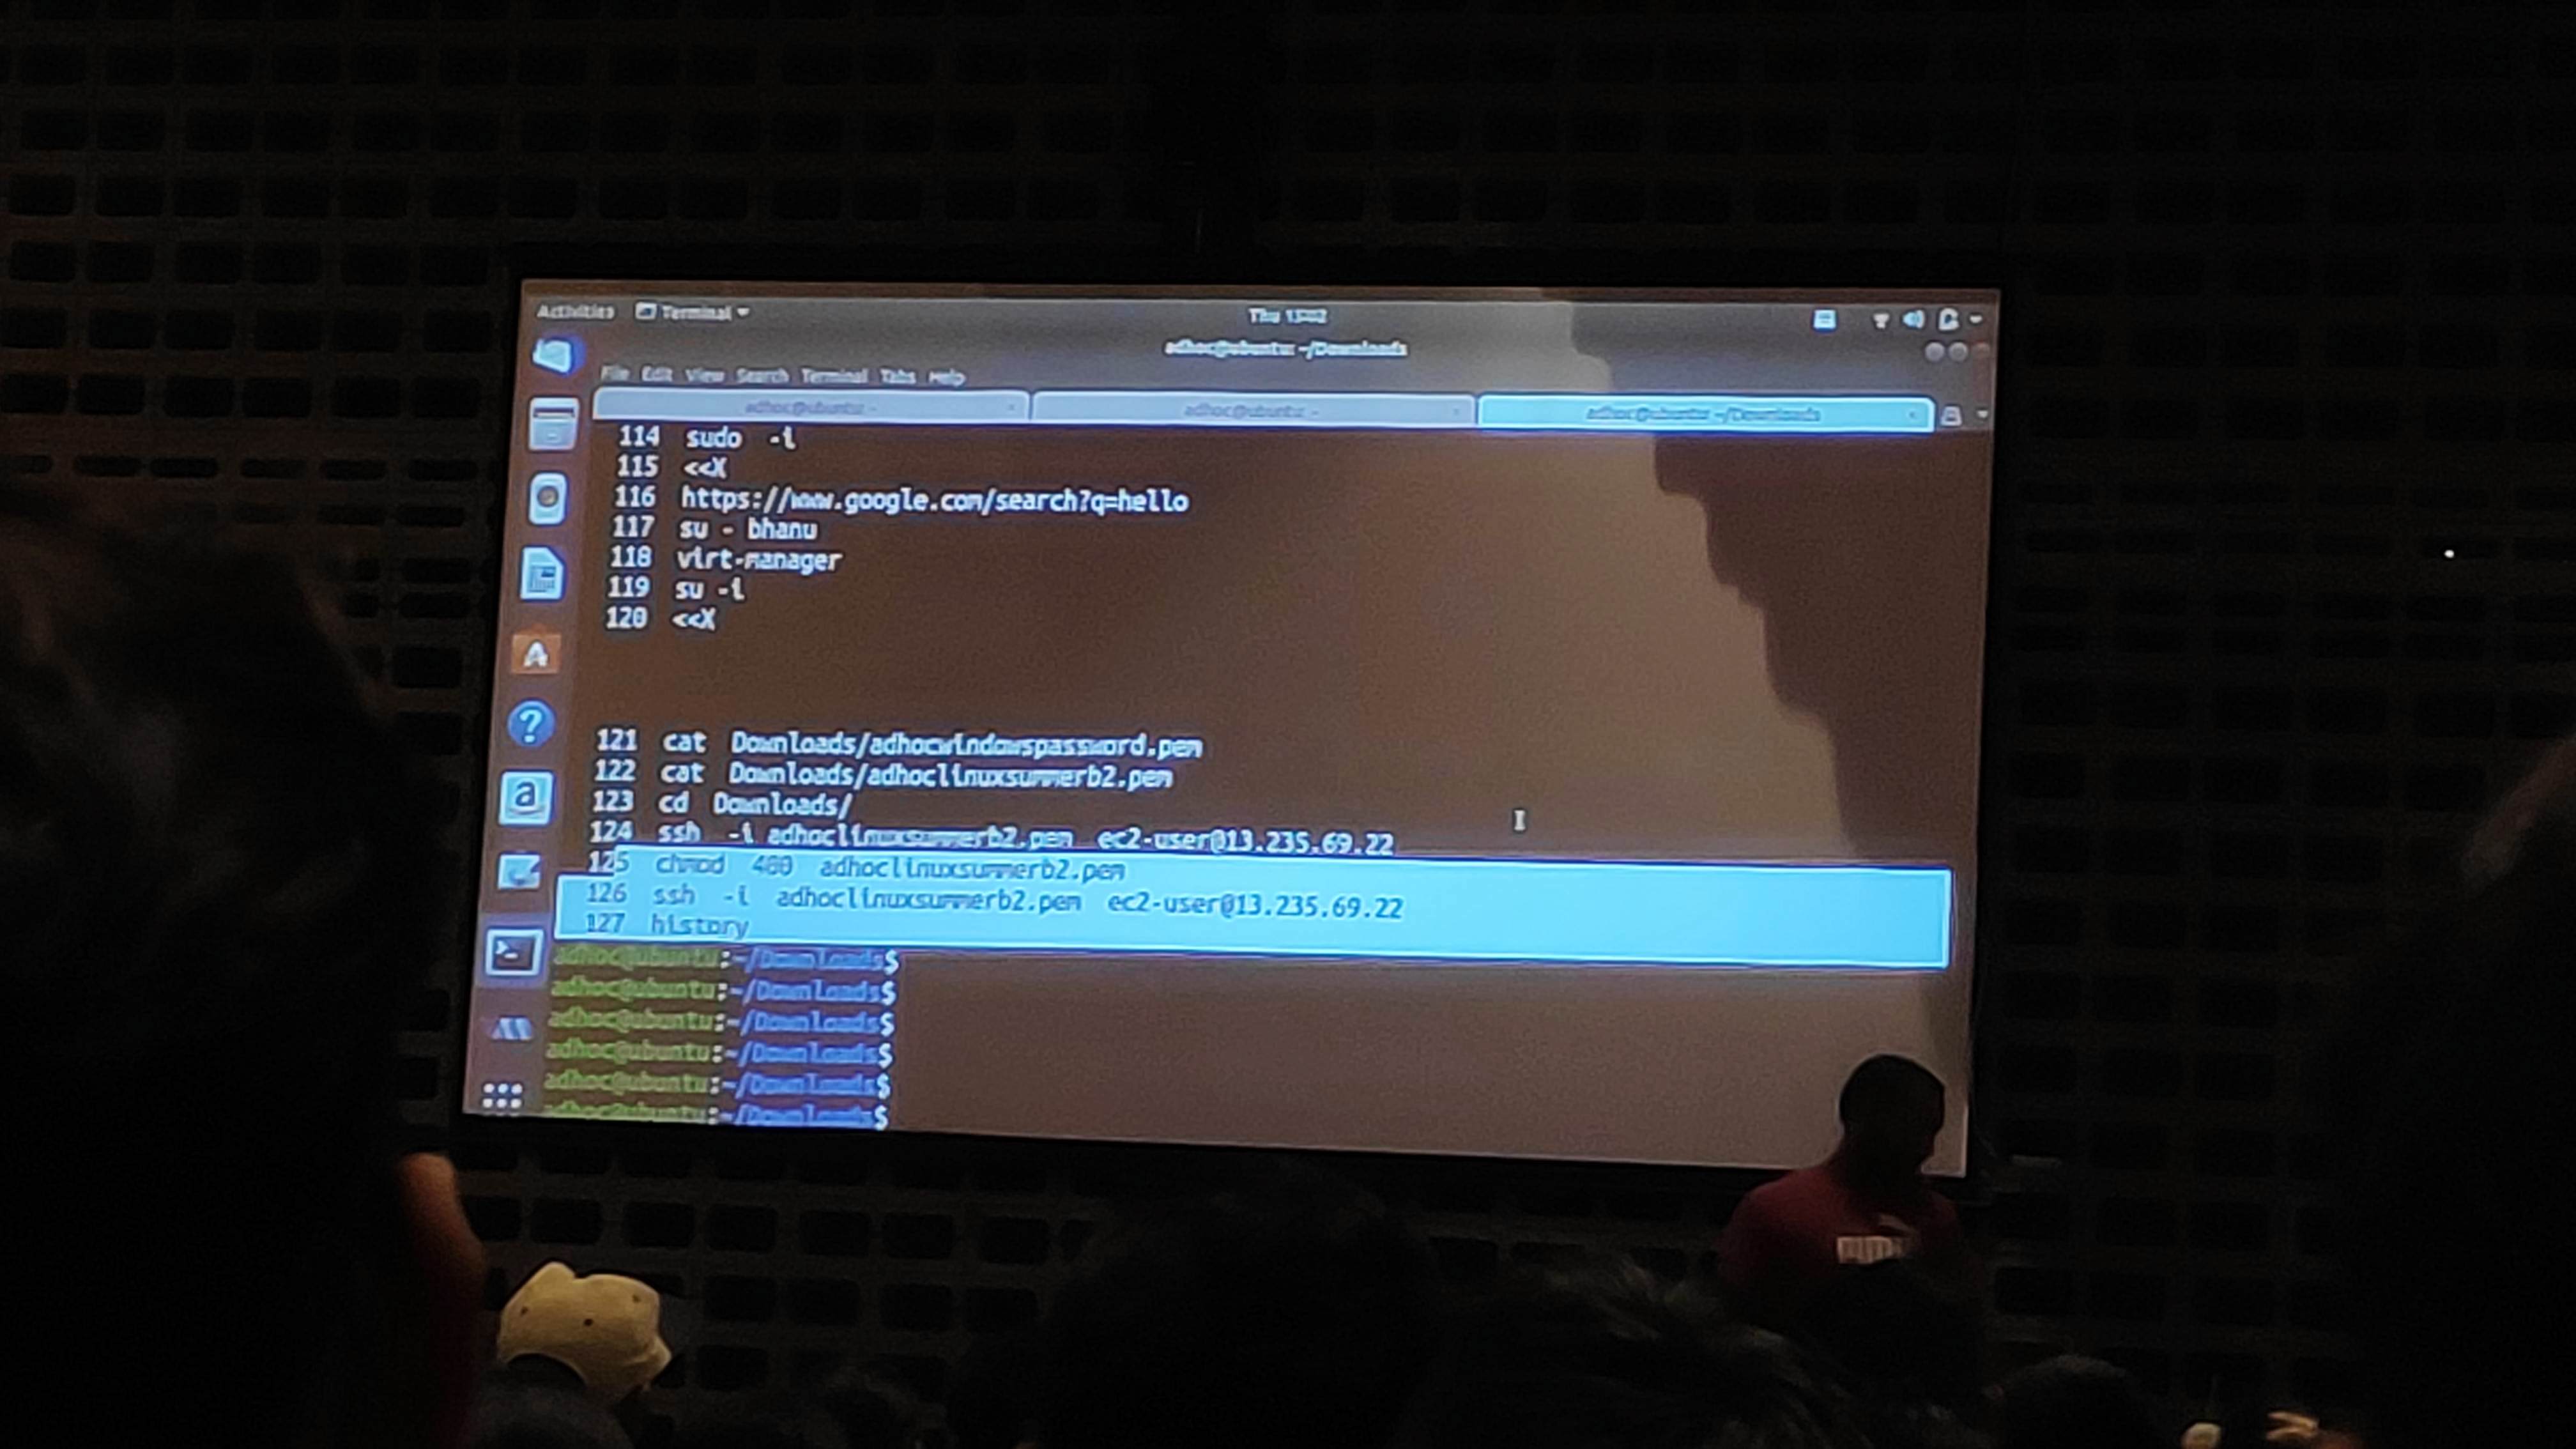 Activities Terminal
Thu 13:02
adhoc@ubuntu: ~/Downloads
File Edit View Search Terminal Tabs Help
adhoc@ubuntu: ~
adhoc@ubuntu: ~
adhoc@ubuntu: ~/Downloads
114 sudo -i
115 <<X
116 https://www.google.com/search?q=hello
117 su - bhanu
118 virt-manager
119 su -i
120 <<X
121 cat Downloads/adhocwindowspassword.pem
122 cat Downloads/adhoclinuxsummerb2.pem
123 cd Downloads/
124 ssh -i adhoclinuxsummerb2.pem ec2-user@13.235.69.22
125 chmod 400 adhoclinuxsummerb2.pem
126 ssh -i adhoclinuxsummerb2.pem ec2-user@13.235.69.22
127 history
adhoc@ubuntu:~/Downloads$
adhoc@ubuntu:~/Downloads$
adhoc@ubuntu:~/Downloads$
adhoc@ubuntu:~/Downloads$
adhoc@ubuntu:~/Downloads$
adhoc@ubuntu:~/Downloads$